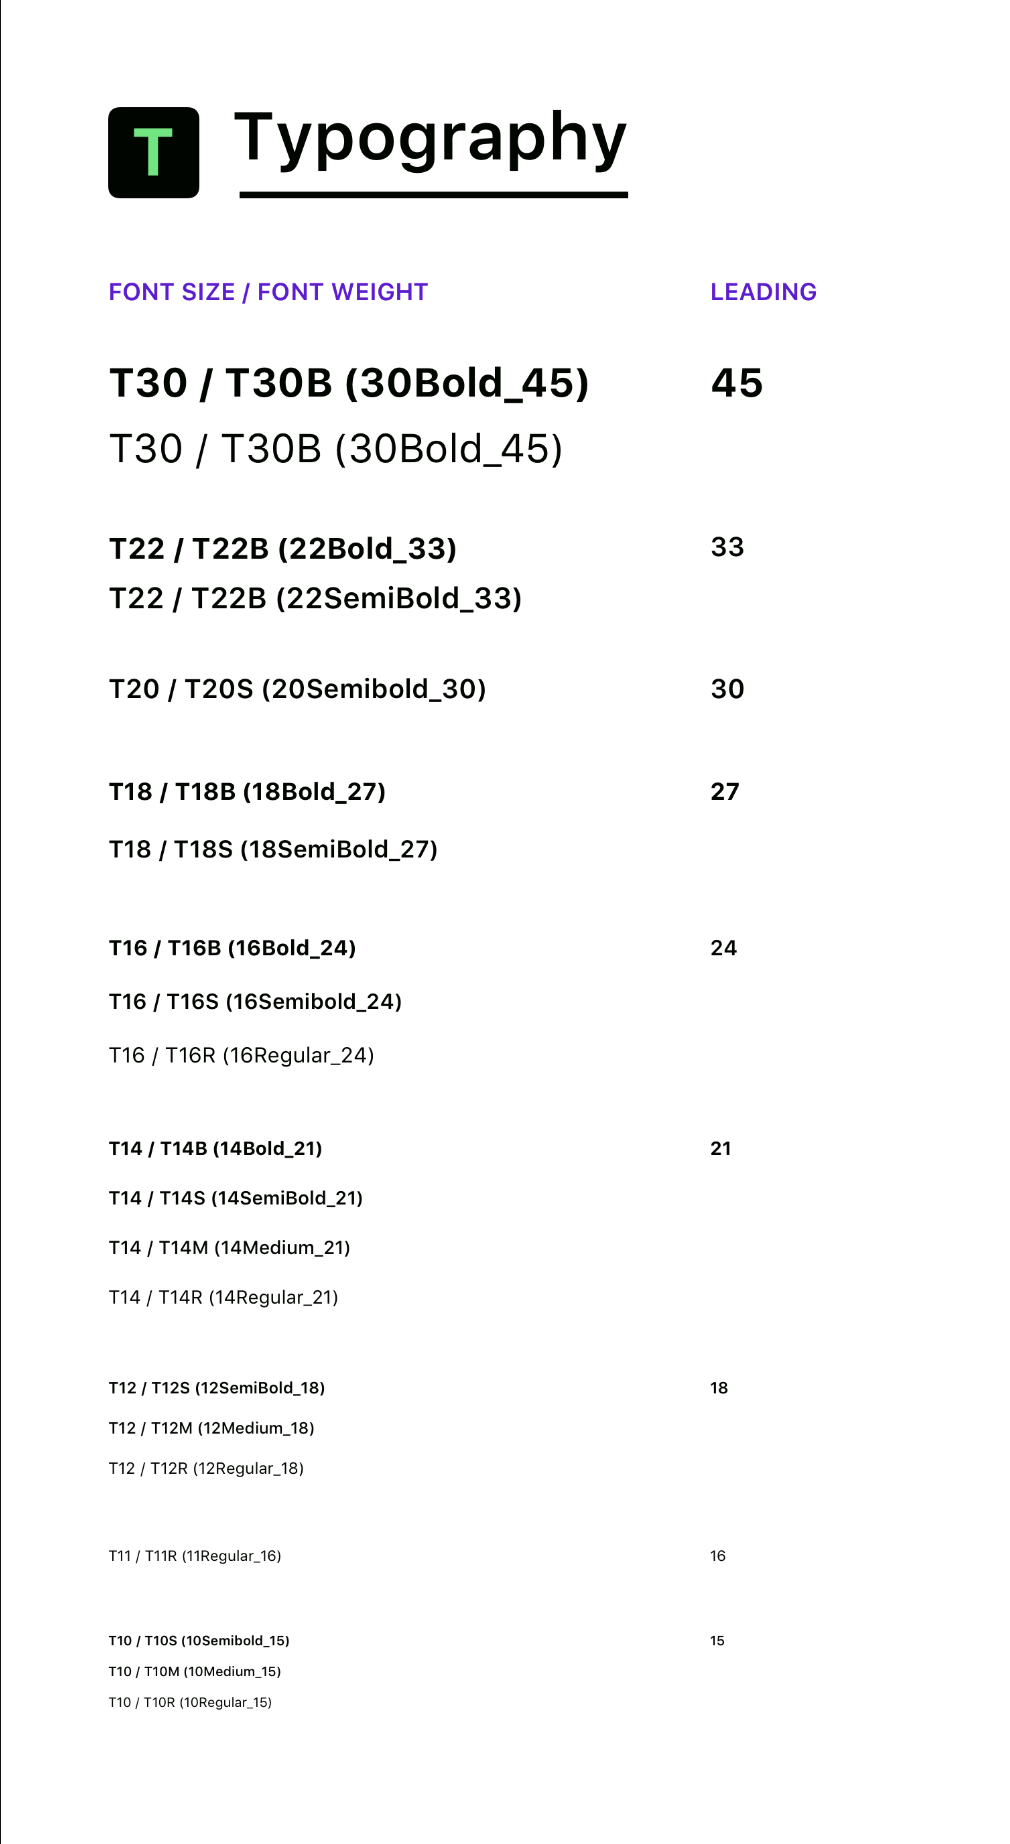 T Typography
FONT SIZE / FONT WEIGHT LEADING
T30 / T30B (30Bold_45) 45
T30 / T30B (30Bold_45)
T22 / T22B (22Bold_33) 33
T22 / T22B (22SemiBold_33)
T20 / T20S (20Semibold_30) 30
T18 / T18B (18Bold_27) 27
T18 / T18S (18SemiBold_27)
T16 / T16B (16Bold_24) 24
T16 / T16S (16Semibold_24)
T16 / T16R (16Regular_24)
T14 / T14B (14Bold_21) 21
T14 / T14S (14SemiBold_21)
T14 / T14M (14Medium_21)
T14 / T14R (14Regular_21)
T12 / T12S (12SemiBold_18) 18
T12 / T12M (12Medium_18)
T12 / T12R (12Regular_18)
T11 / T11R (11Regular_16) 16
T10 / T10S (10Semibold_15) 15
T10 / T10M (10Medium_15)
T10 / T10R (10Regular_15)